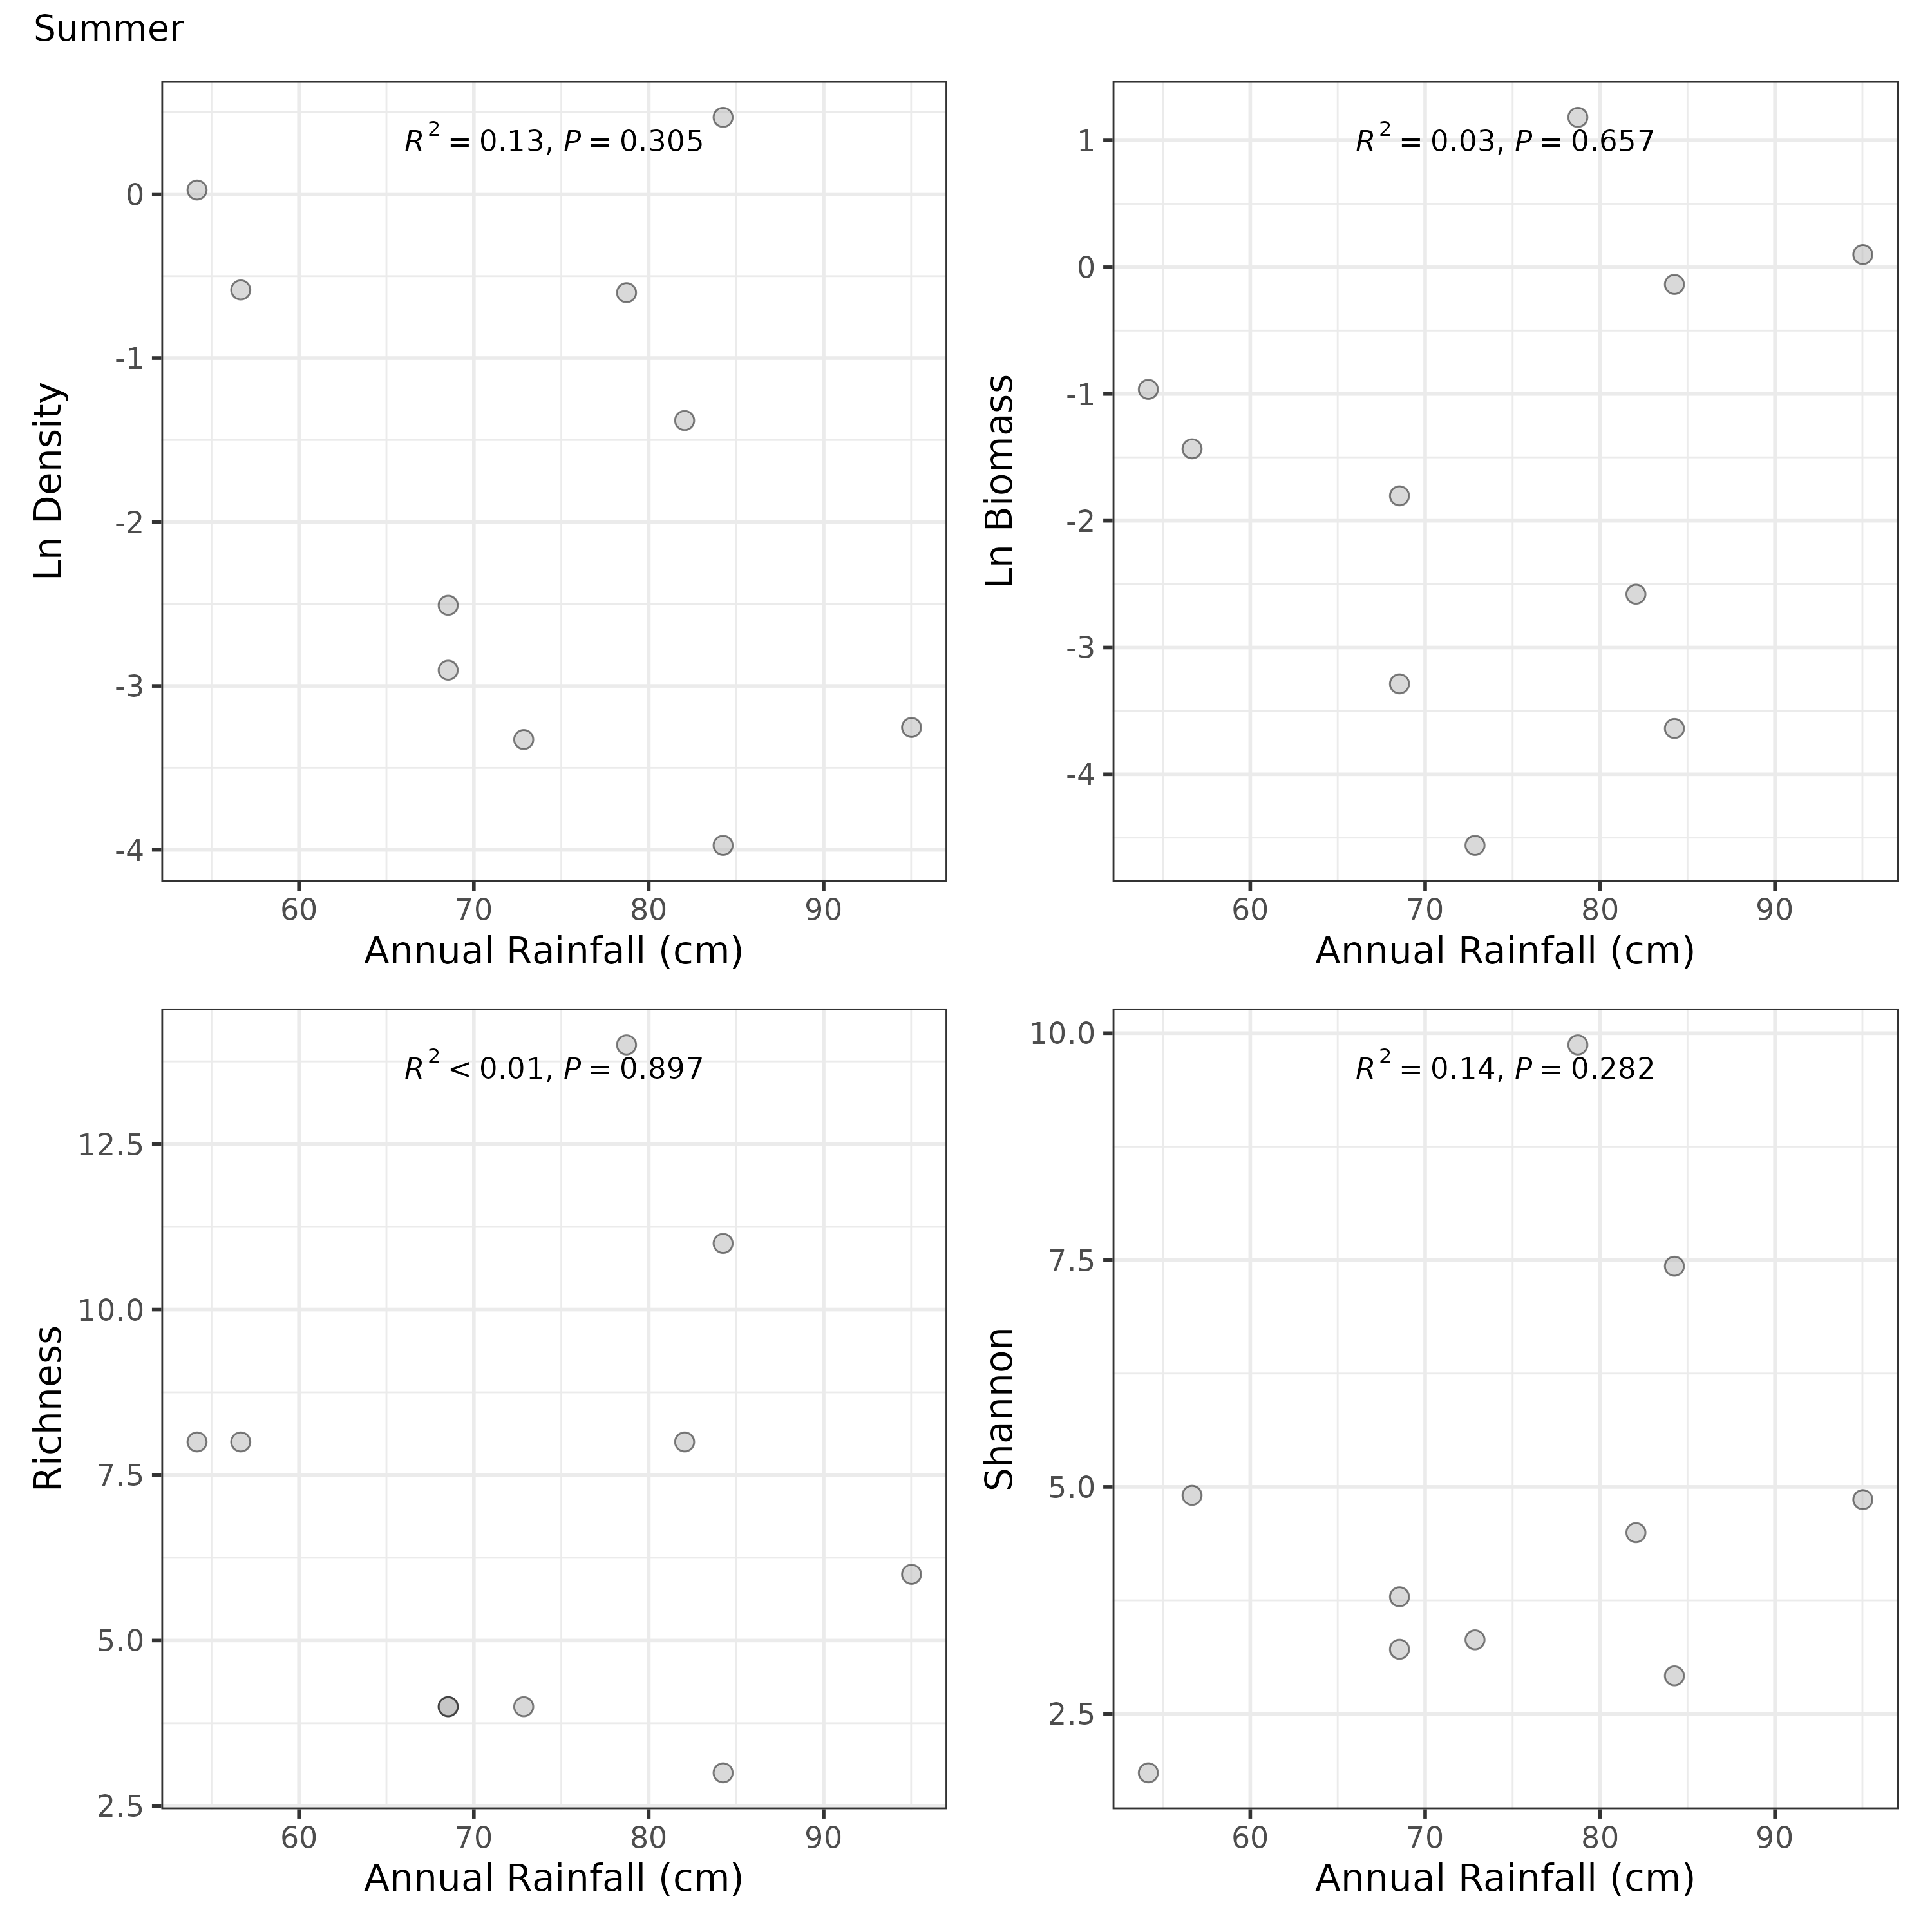 Summer
R² = 0.13, P = 0.305
0
-1
-2
-3
-4
Ln Density
60 70 80 90
Annual Rainfall (cm)
R² = 0.03, P = 0.657
1
0
-1
-2
-3
-4
Ln Biomass
60 70 80 90
Annual Rainfall (cm)
R² < 0.01, P = 0.897
12.5
10.0
7.5
5.0
2.5
Richness
60 70 80 90
Annual Rainfall (cm)
R² = 0.14, P = 0.282
10.0
7.5
5.0
2.5
Shannon
60 70 80 90
Annual Rainfall (cm)